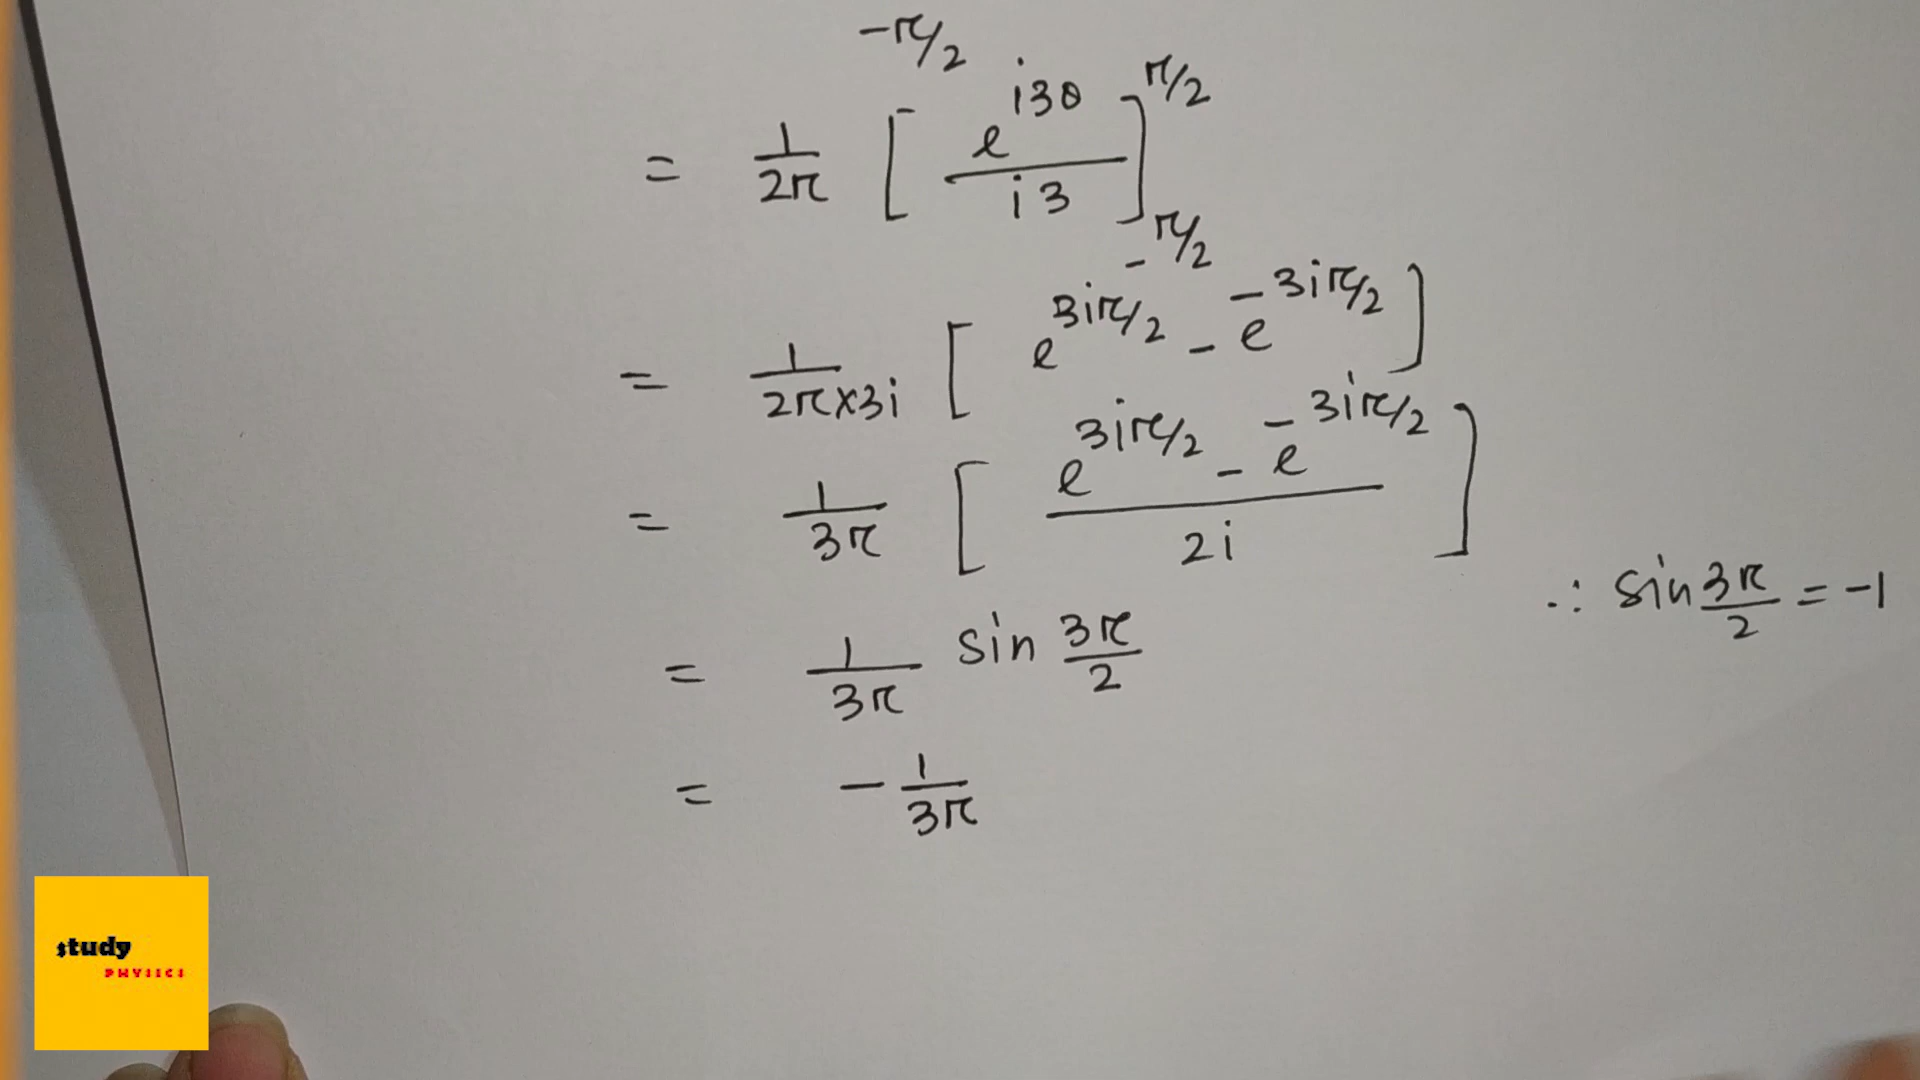 -π/2
= 1/2π [ e^i3θ / i3 ]^π/2 _-π/2
= 1/2π×3i [ e^3iπ/2 - e^-3iπ/2 ]
= 1/3π [ e^3iπ/2 - e^-3iπ/2 / 2i ]
= 1/3π sin 3π/2 ∴ sin 3π/2 = -1
= - 1/3π
study
PHYSICS